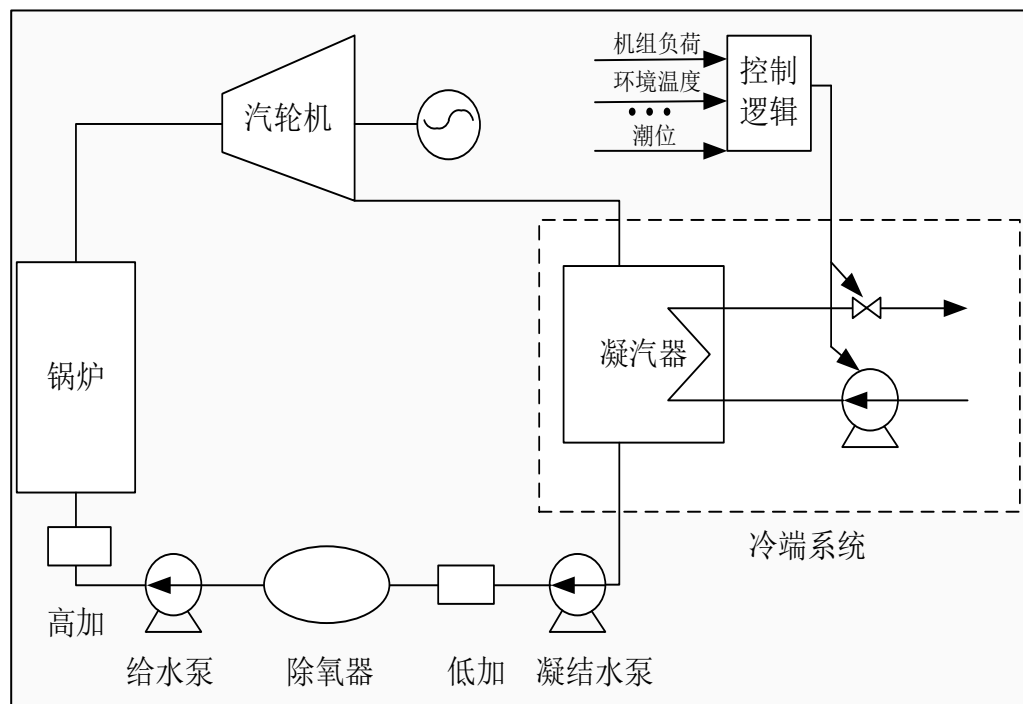 机组负荷
环境温度
潮位
控制
逻辑
汽轮机
锅炉
凝汽器
冷端系统
高加
给水泵
除氧器
低加
凝结水泵